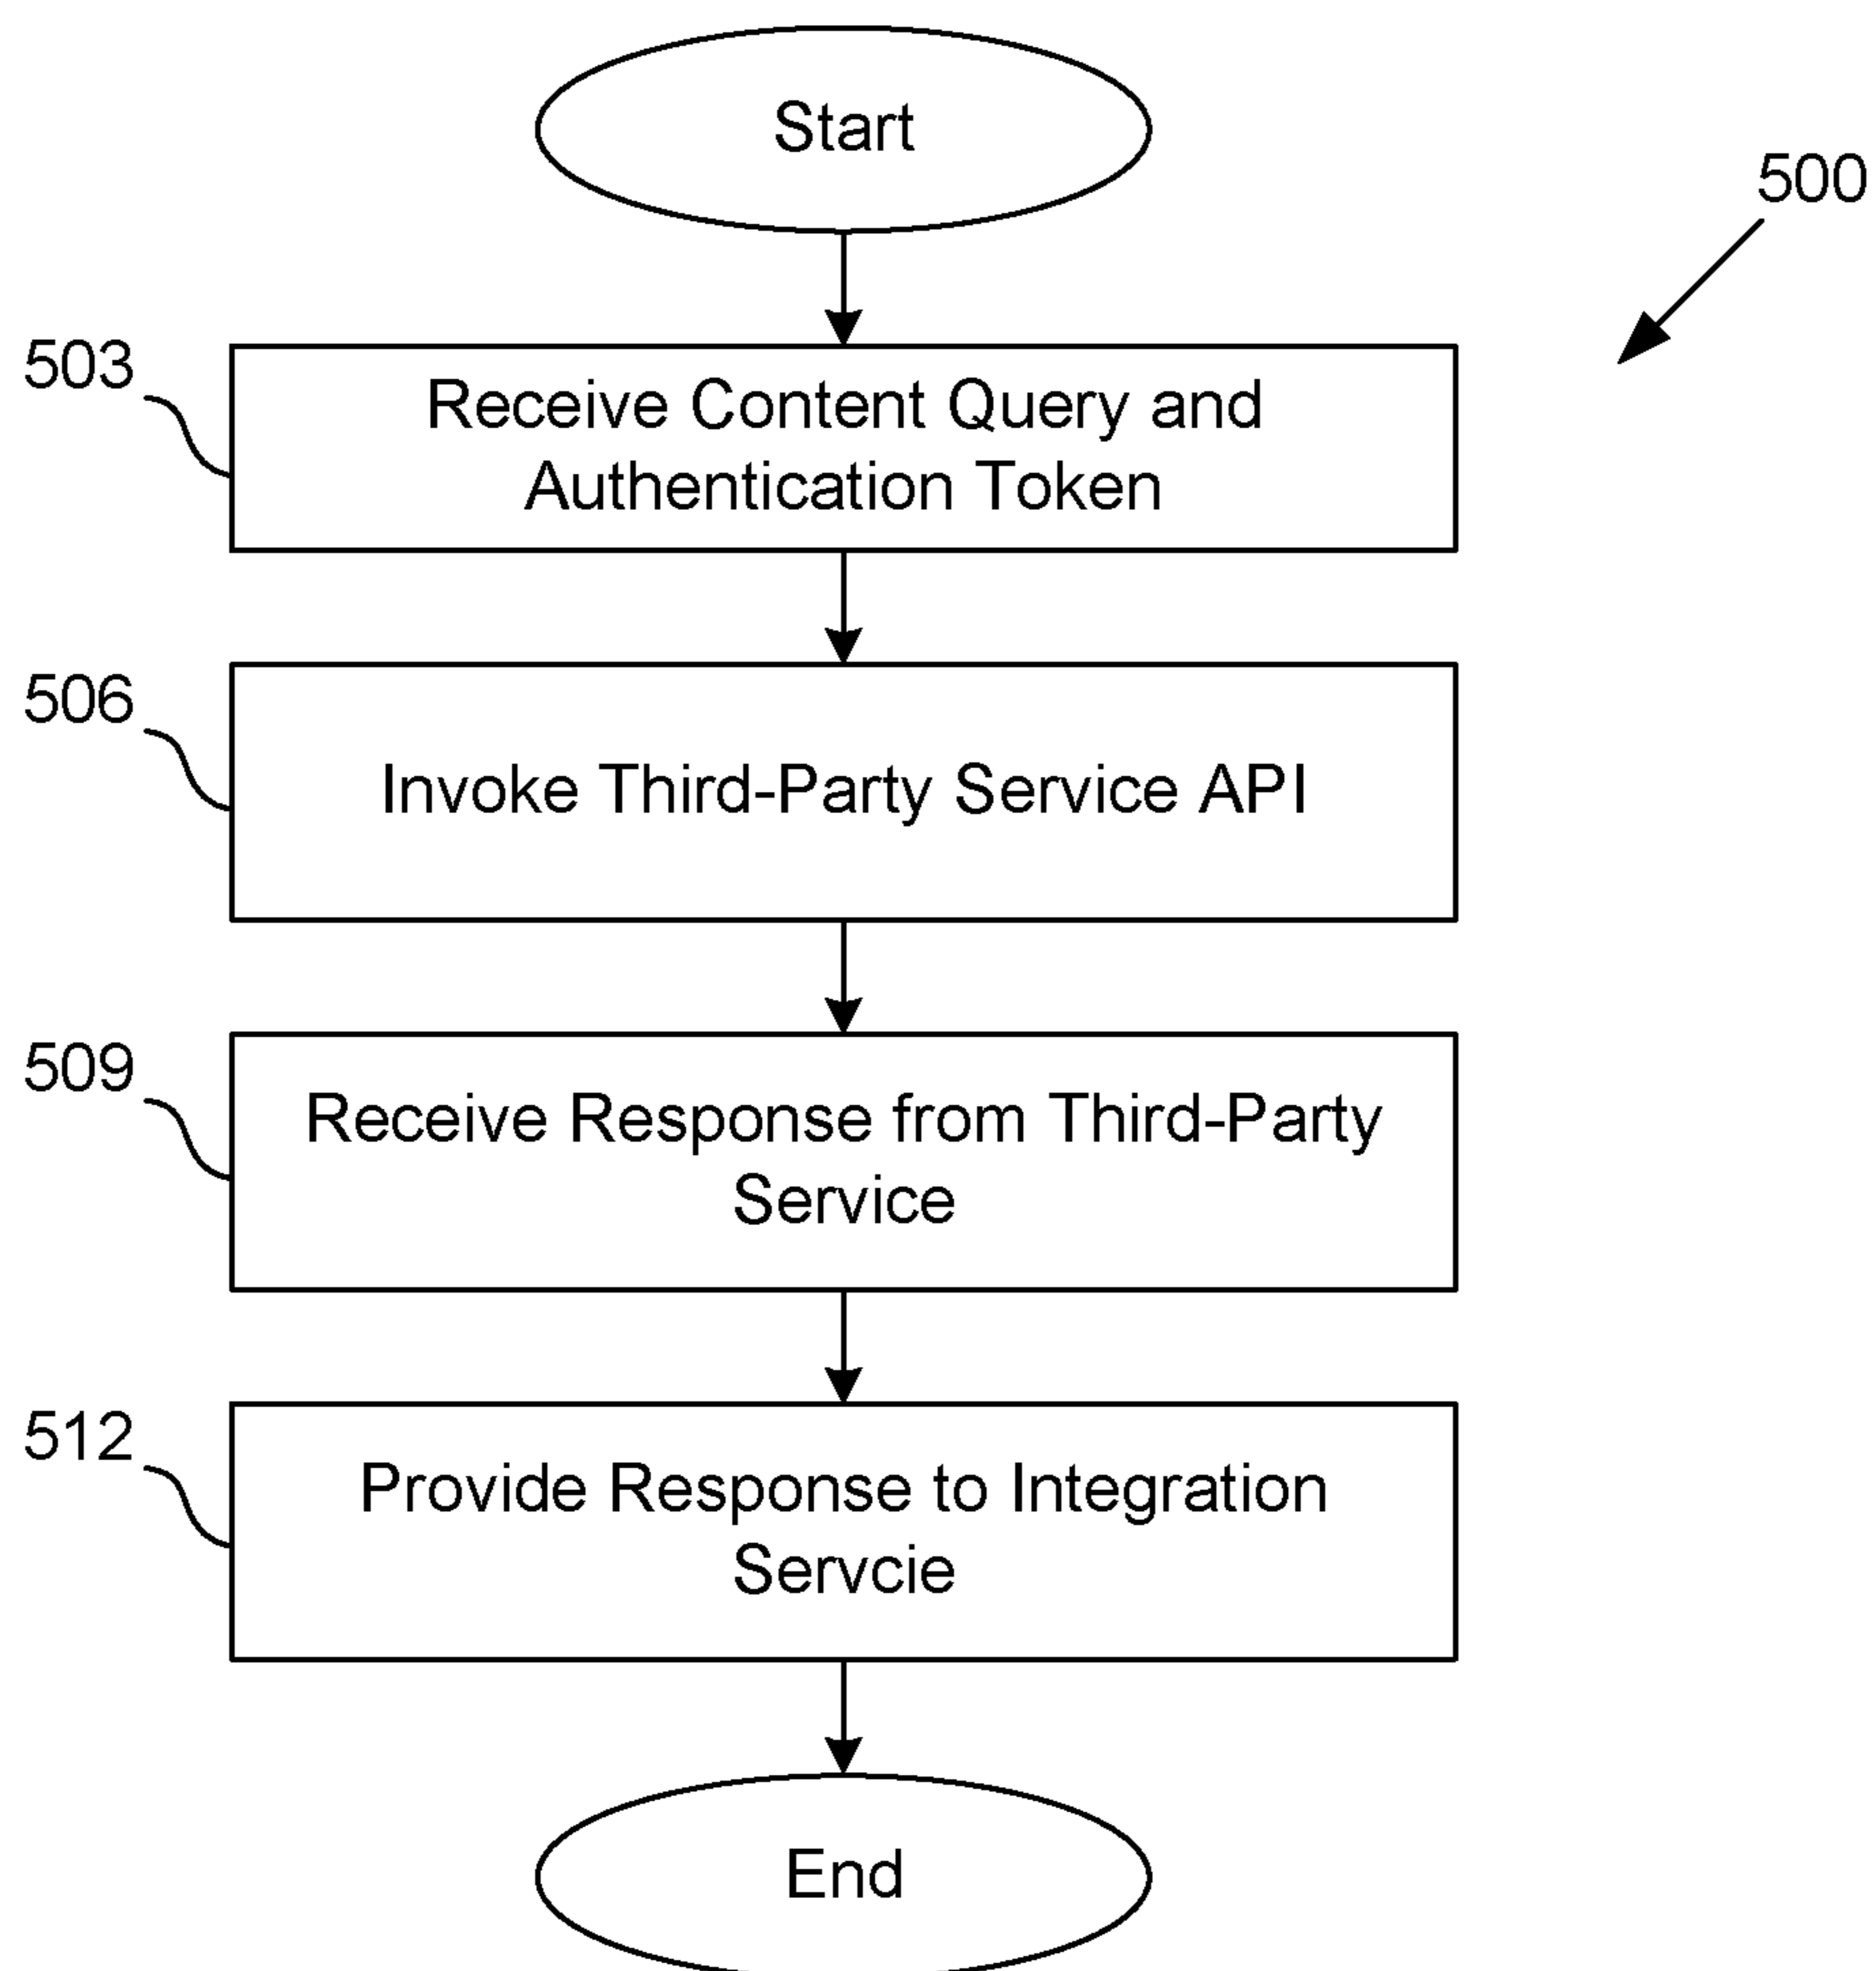 Start
500
503
Receive Content Query and
Authentication Token
506
Invoke Third-Party Service API
509
Receive Response from Third-Party
Service
512
Provide Response to Integration
Servcie
End